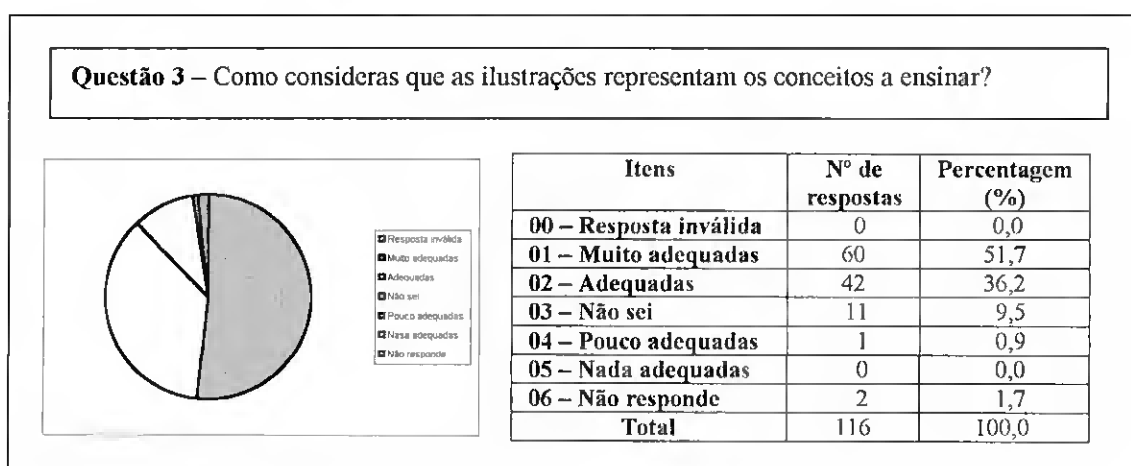 Questão 3 – Como consideras que as ilustrações representam os conceitos a ensinar?
Resposta inválida
Muito adequadas
Adequadas
Não sei
Pouco adequadas
Nasa adequadas
Não responde
Itens Nº de respostas Percentagem (%)
00 – Resposta inválida 0 0,0
01 – Muito adequadas 60 51,7
02 – Adequadas 42 36,2
03 – Não sei 11 9,5
04 – Pouco adequadas 1 0,9
05 – Nada adequadas 0 0,0
06 – Não responde 2 1,7
Total 116 100,0